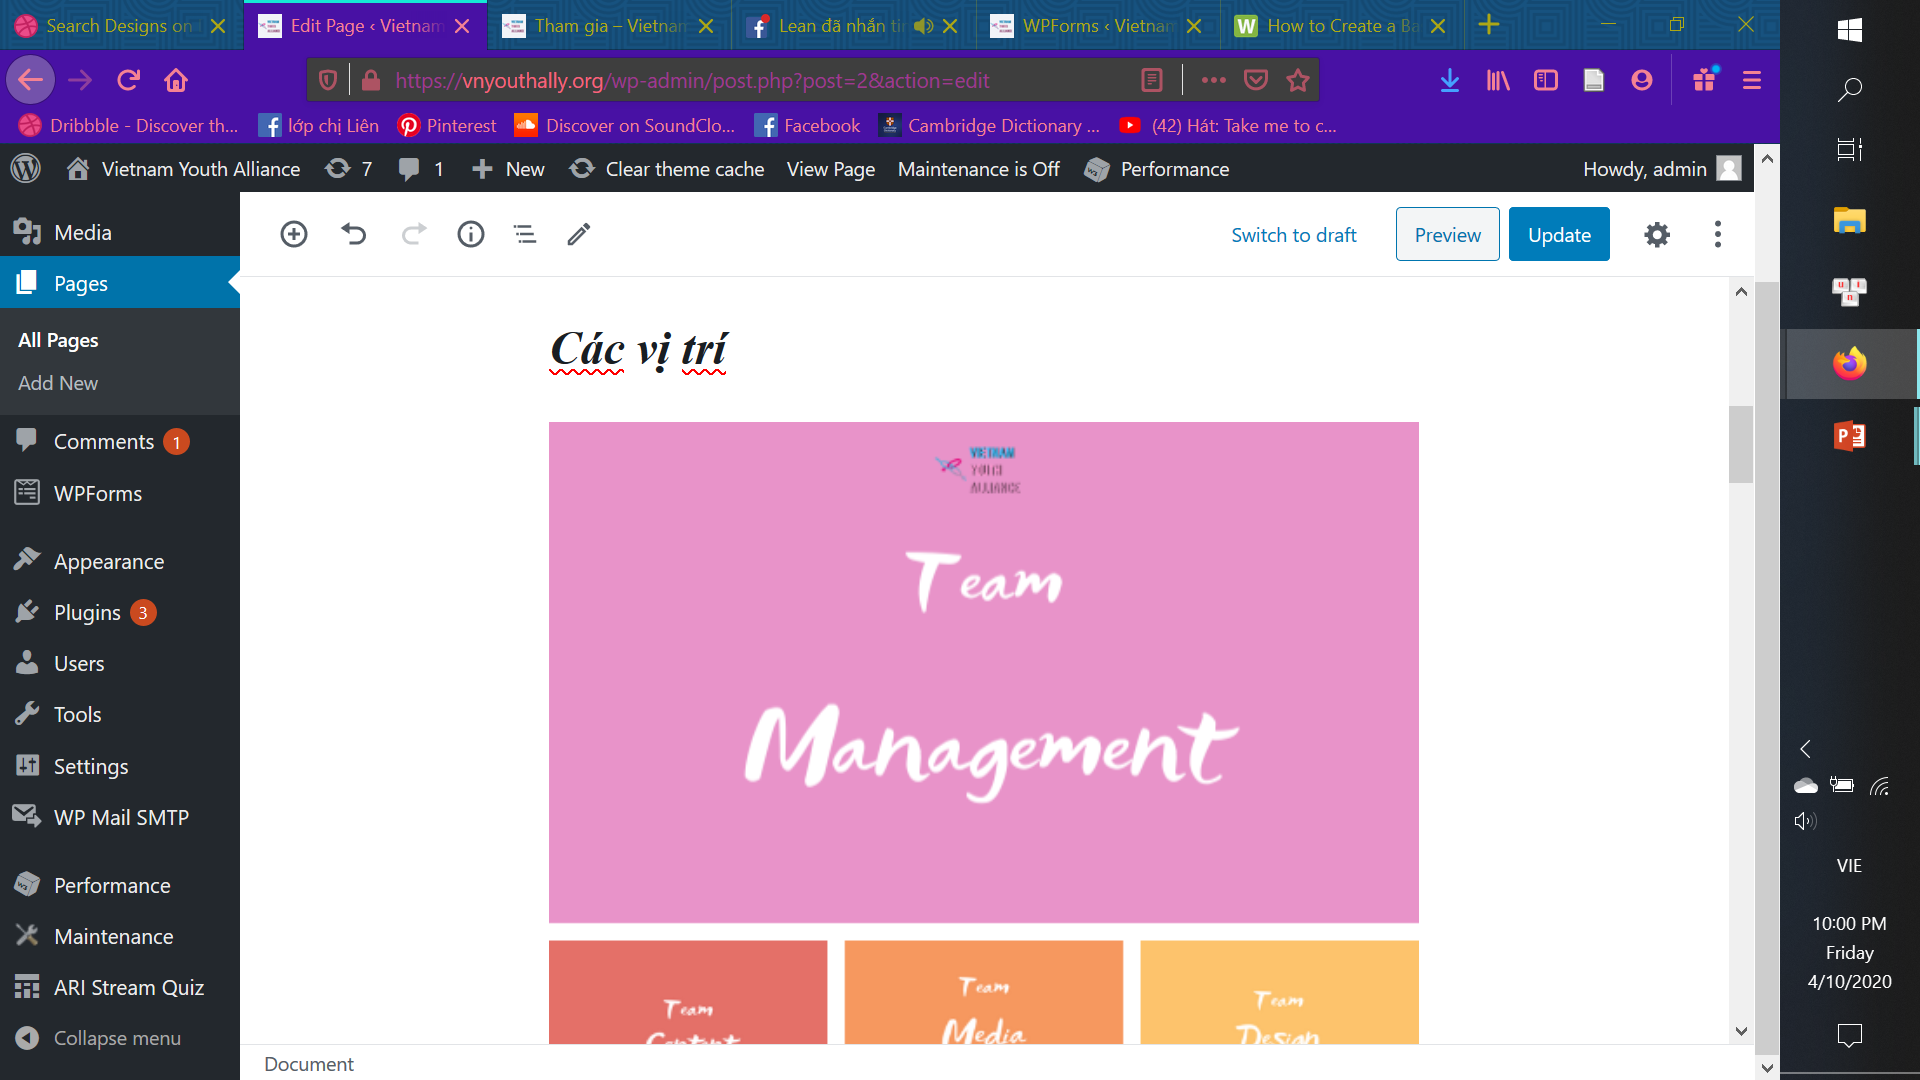 Search Designs on
Edit Page ‹ Vietnam
Tham gia – Vietnam
Lean đã nhắn tin
WPForms ‹ Vietnam
How to Create a Ba
https://vnyouthally.org/wp-admin/post.php?post=2&action=edit
Dribbble - Discover th...
lớp chị Liên
Pinterest
Discover on SoundClo...
Facebook
Cambridge Dictionary ...
(42) Hát: Take me to c...
Vietnam Youth Alliance
7
1
New
Clear theme cache
View Page
Maintenance is Off
Performance
Howdy, admin
Media
Pages
All Pages
Add New
Comments 1
WPForms
Appearance
Plugins 3
Users
Tools
Settings
WP Mail SMTP
Performance
Maintenance
ARI Stream Quiz
Collapse menu
Switch to draft
Preview
Update
Các vị trí
VIETNAM
YOUTH
ALLIANCE
Team
Management
Team
Content
Team
Media
Team
Design
Document
VIE
10:00 PM
Friday
4/10/2020